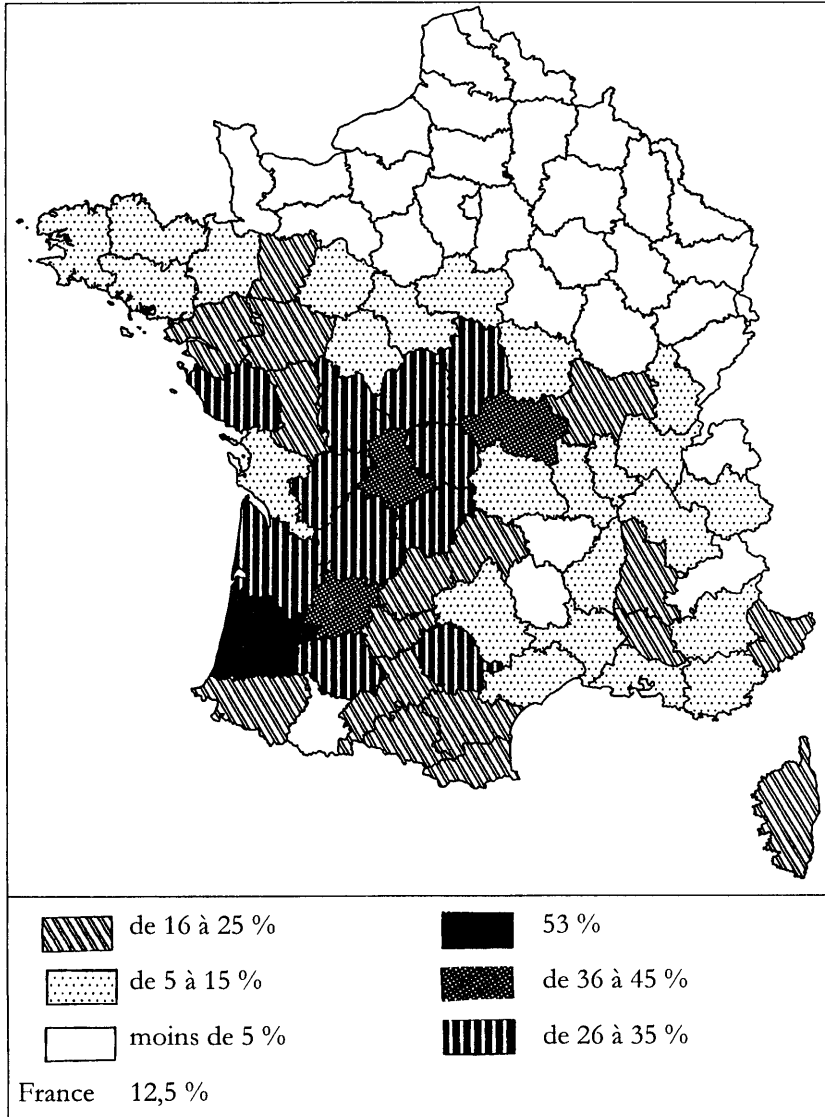 de 16 à 25 %
53 %
de 5 à 15 %
de 36 à 45 %
moins de 5 %
de 26 à 35 %
France 12,5 %